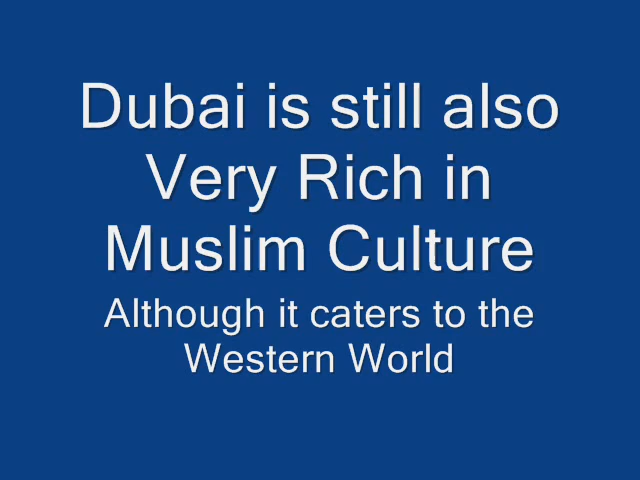 Dubai is still also
Very Rich in
Muslim Culture
Although it caters to the
Western World